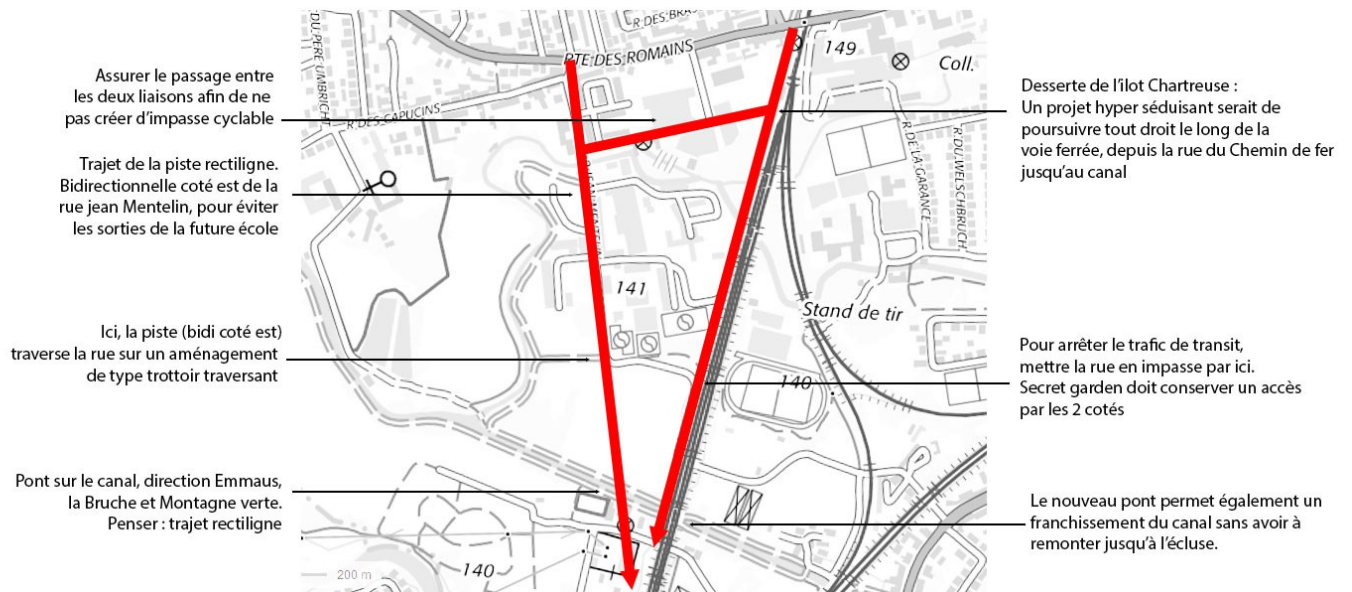 Assurer le passage entre
les deux liaisons afin de ne
pas créer d'impasse cyclable
Trajet de la piste rectiligne.
Bidirectionnelle coté est de la
rue jean Mentelin, pour éviter
les sorties de la future école
Ici, la piste (bidi coté est)
traverse la rue sur un aménagement
de type trottoir traversant
Pont sur le canal, direction Emmaus,
la Bruche et Montagne verte.
Penser : trajet rectiligne
R. DES BRAS
DU PERE UMBRICHT
RTE DES ROMAINS
149
Coll.
R. DES CAPUCINS
R. JEAN MENTELIN
R. DE LA GARANCE
R. DU WELSCHBRUCH
141
Stand de tir
140
140
200 m
Desserte de l'îlot Chartreuse :
Un projet hyper séduisant serait de
poursuivre tout droit le long de la
voie ferrée, depuis la rue du Chemin de fer
jusqu'au canal
Pour arrêter le trafic de transit,
mettre la rue en impasse par ici.
Secret garden doit conserver un accès
par les 2 cotés
Le nouveau pont permet également un
franchissement du canal sans avoir à
remonter jusqu'à l'écluse.